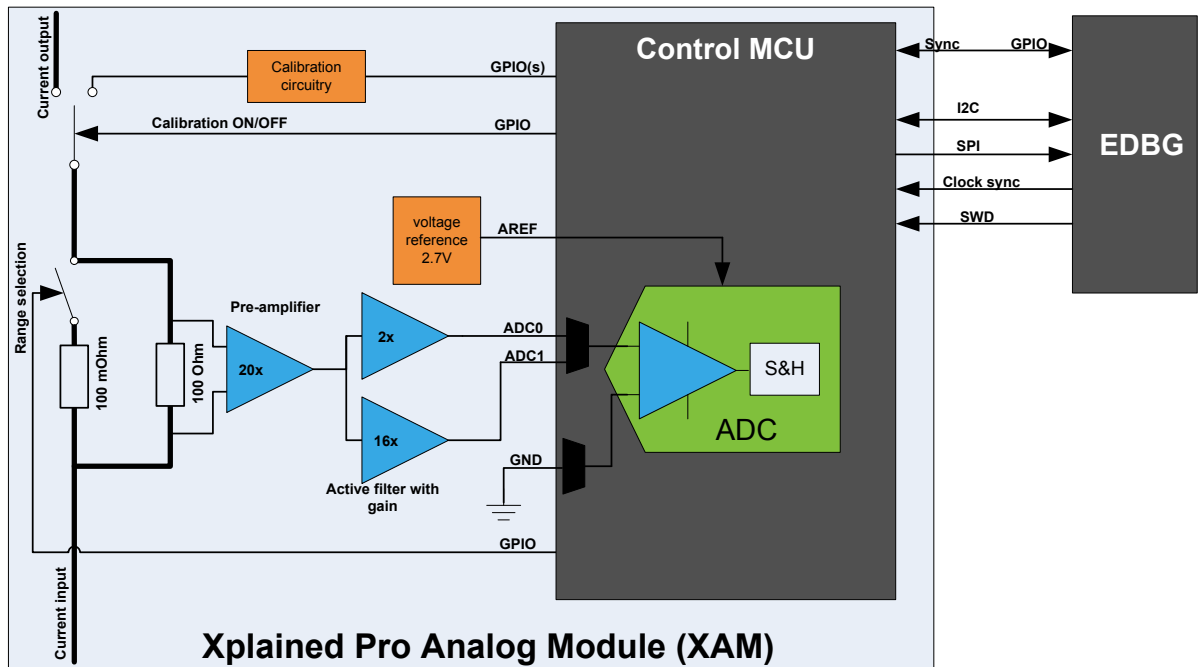 Current output
Calibration
circuitry
GPIO(s)
Control MCU
Sync
GPIO
Calibration ON/OFF
GPIO
I2C
SPI
EDBG
Clock sync
SWD
voltage
reference
2.7V
AREF
Range selection
Pre-amplifier
100 mOhm
100 Ohm
20x
2x
ADC0
ADC1
S&H
ADC
16x
GND
Active filter with
gain
GPIO
Current input
Xplained Pro Analog Module (XAM)